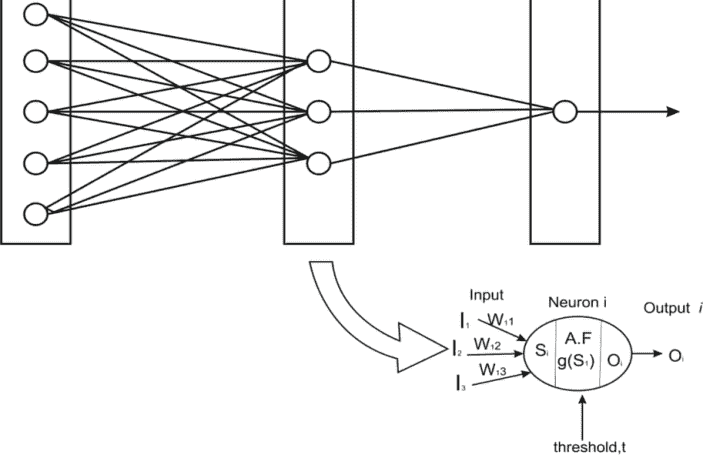 Input
Neuron i
Output i
I₁ W₁1
I₂ W₁2
I₃ W₁3
Sᵢ
A.F
g(S₁)
Oᵢ
Oᵢ
threshold,t